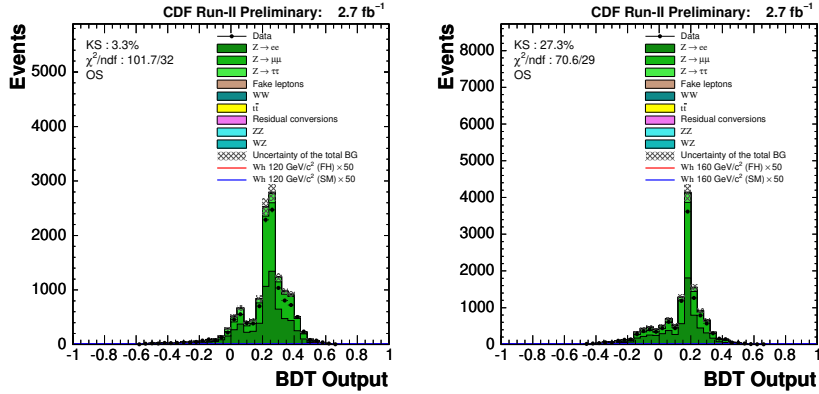 CDF Run-II Preliminary: 2.7 fb⁻¹
Events
KS : 3.3%
χ²/ndf : 101.7/32
OS
Data
Z→ee
Z→μμ
Z→ττ
Fake leptons
WW
tt̄
Residual conversions
ZZ
WZ
Uncertainty of the total BG
Wh 120 GeV/c² (FH)×50
Wh 120 GeV/c² (SM)×50
5000
4000
3000
2000
1000
0
-1 -0.8 -0.6 -0.4 -0.2 0 0.2 0.4 0.6 0.8 1
BDT Output
CDF Run-II Preliminary: 2.7 fb⁻¹
Events
KS : 27.3%
χ²/ndf : 70.6/29
OS
Data
Z→ee
Z→μμ
Z→ττ
Fake leptons
WW
tt̄
Residual conversions
ZZ
WZ
Uncertainty of the total BG
Wh 160 GeV/c² (FH)×50
Wh 160 GeV/c² (SM)×50
8000
7000
6000
5000
4000
3000
2000
1000
0
-1 -0.8 -0.6 -0.4 -0.2 0 0.2 0.4 0.6 0.8 1
BDT Output